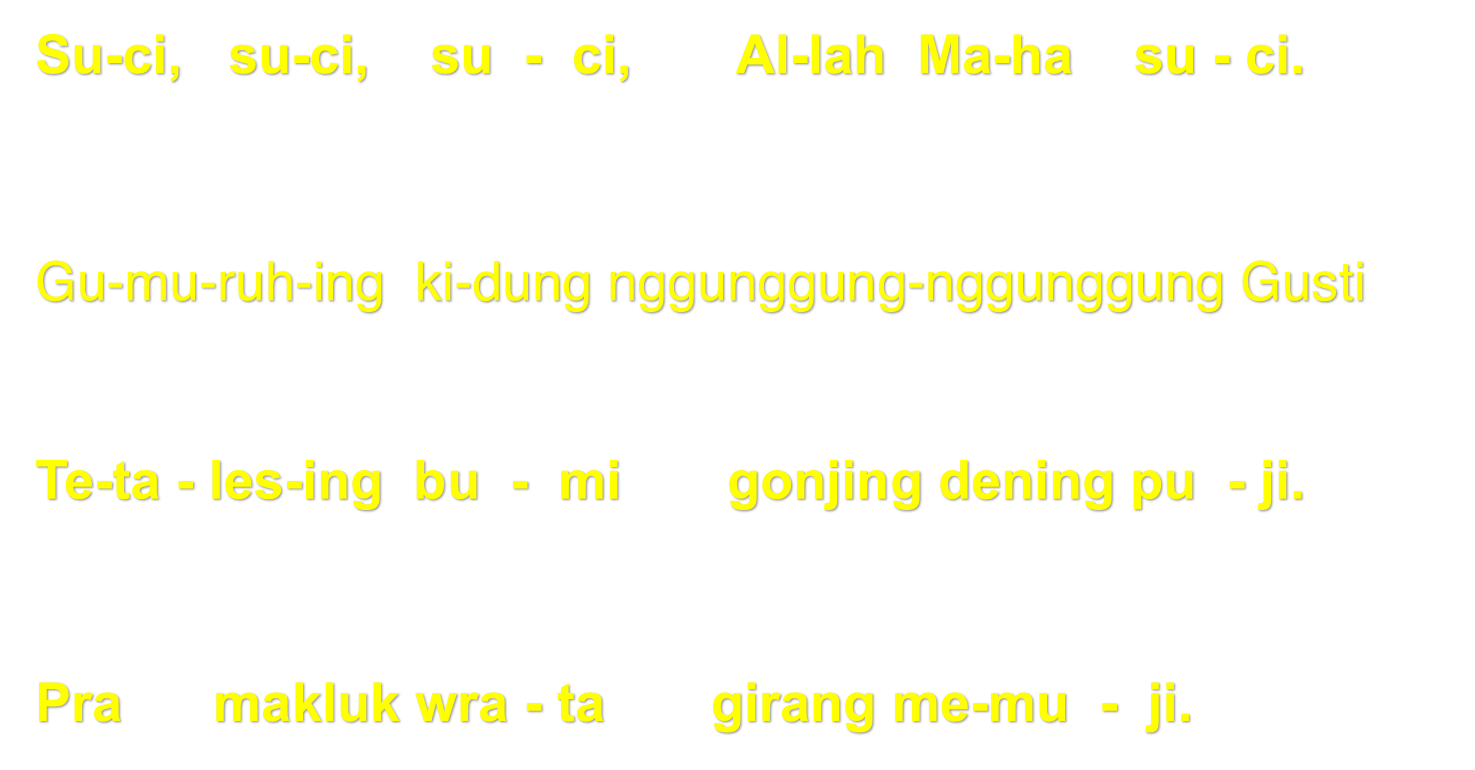 Su-ci, su-ci, su - ci, Al-lah Ma-ha su - ci.
Gu-mu-ruh-ing ki-dung nggunggung-nggunggung Gusti
Te-ta - les-ing bu - mi gonjing dening pu - ji.
Pra makluk wra - ta girang me-mu - ji.